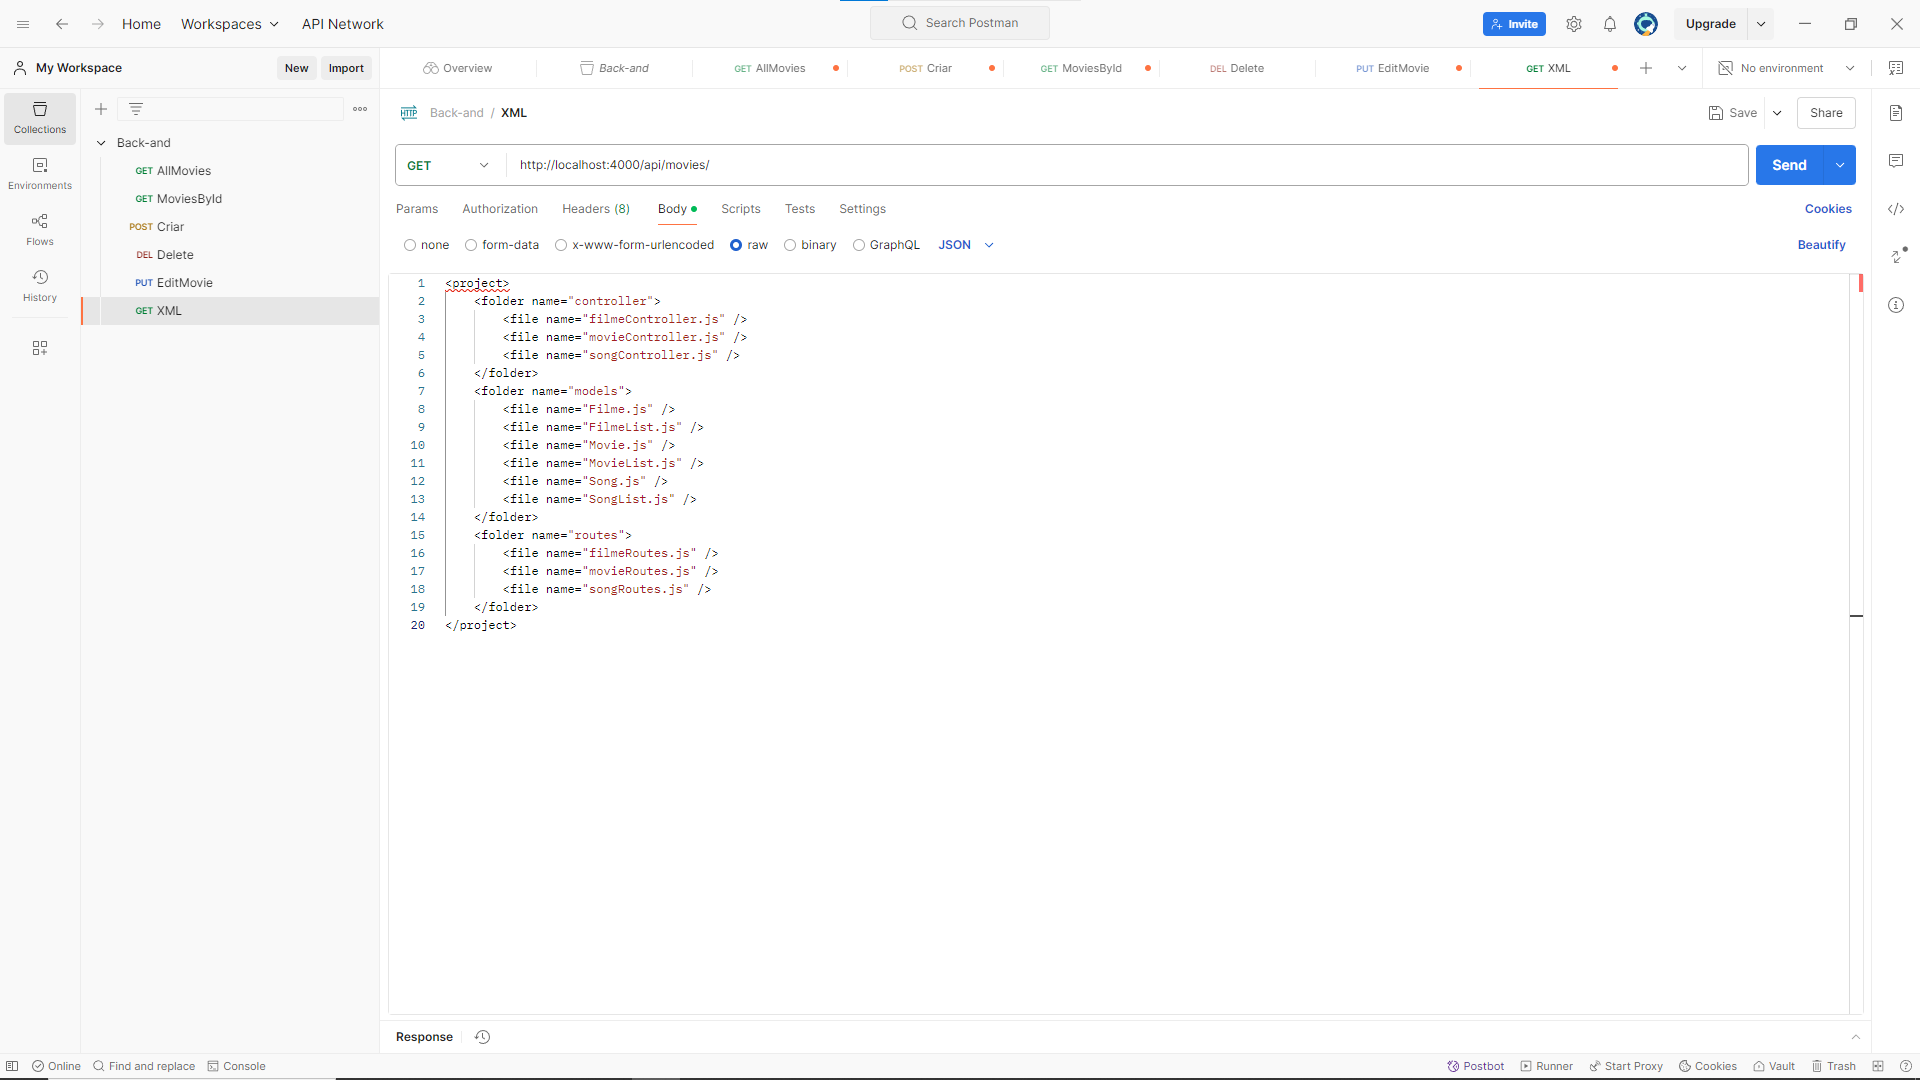 Home Workspaces API Network Search Postman Invite Upgrade
My Workspace New Import Overview Back-and GET AllMovies POST Criar GET MoviesById DEL Delete PUT EditMovie GET XML No environment
Collections
Environments
Flows
History
Back-and
GET AllMovies
GET MoviesById
POST Criar
DEL Delete
PUT EditMovie
GET XML
HTTP Back-and / XML Save Share
GET http://localhost:4000/api/movies/ Send
Params Authorization Headers (8) Body Scripts Tests Settings Cookies
none form-data x-www-form-urlencoded raw binary GraphQL JSON Beautify
1 <project>
2 <folder name="controller">
3 <file name="filmeController.js" />
4 <file name="movieController.js" />
5 <file name="songController.js" />
6 </folder>
7 <folder name="models">
8 <file name="Filme.js" />
9 <file name="FilmeList.js" />
10 <file name="Movie.js" />
11 <file name="MovieList.js" />
12 <file name="Song.js" />
13 <file name="SongList.js" />
14 </folder>
15 <folder name="routes">
16 <file name="filmeRoutes.js" />
17 <file name="movieRoutes.js" />
18 <file name="songRoutes.js" />
19 </folder>
20 </project>
Response
Online Find and replace Console Postbot Runner Start Proxy Cookies Vault Trash